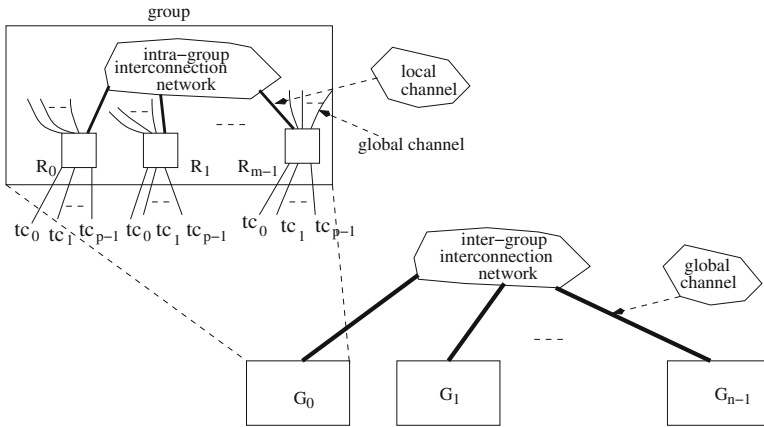 group
intra-group
interconnection
network
local
channel
global channel
R0 R1 Rm-1
tc0 tc1 tcp-1 tc0 tc1 tcp-1 tc0 tc1 tcp-1
inter-group
interconnection
network
global
channel
G0 G1 Gn-1